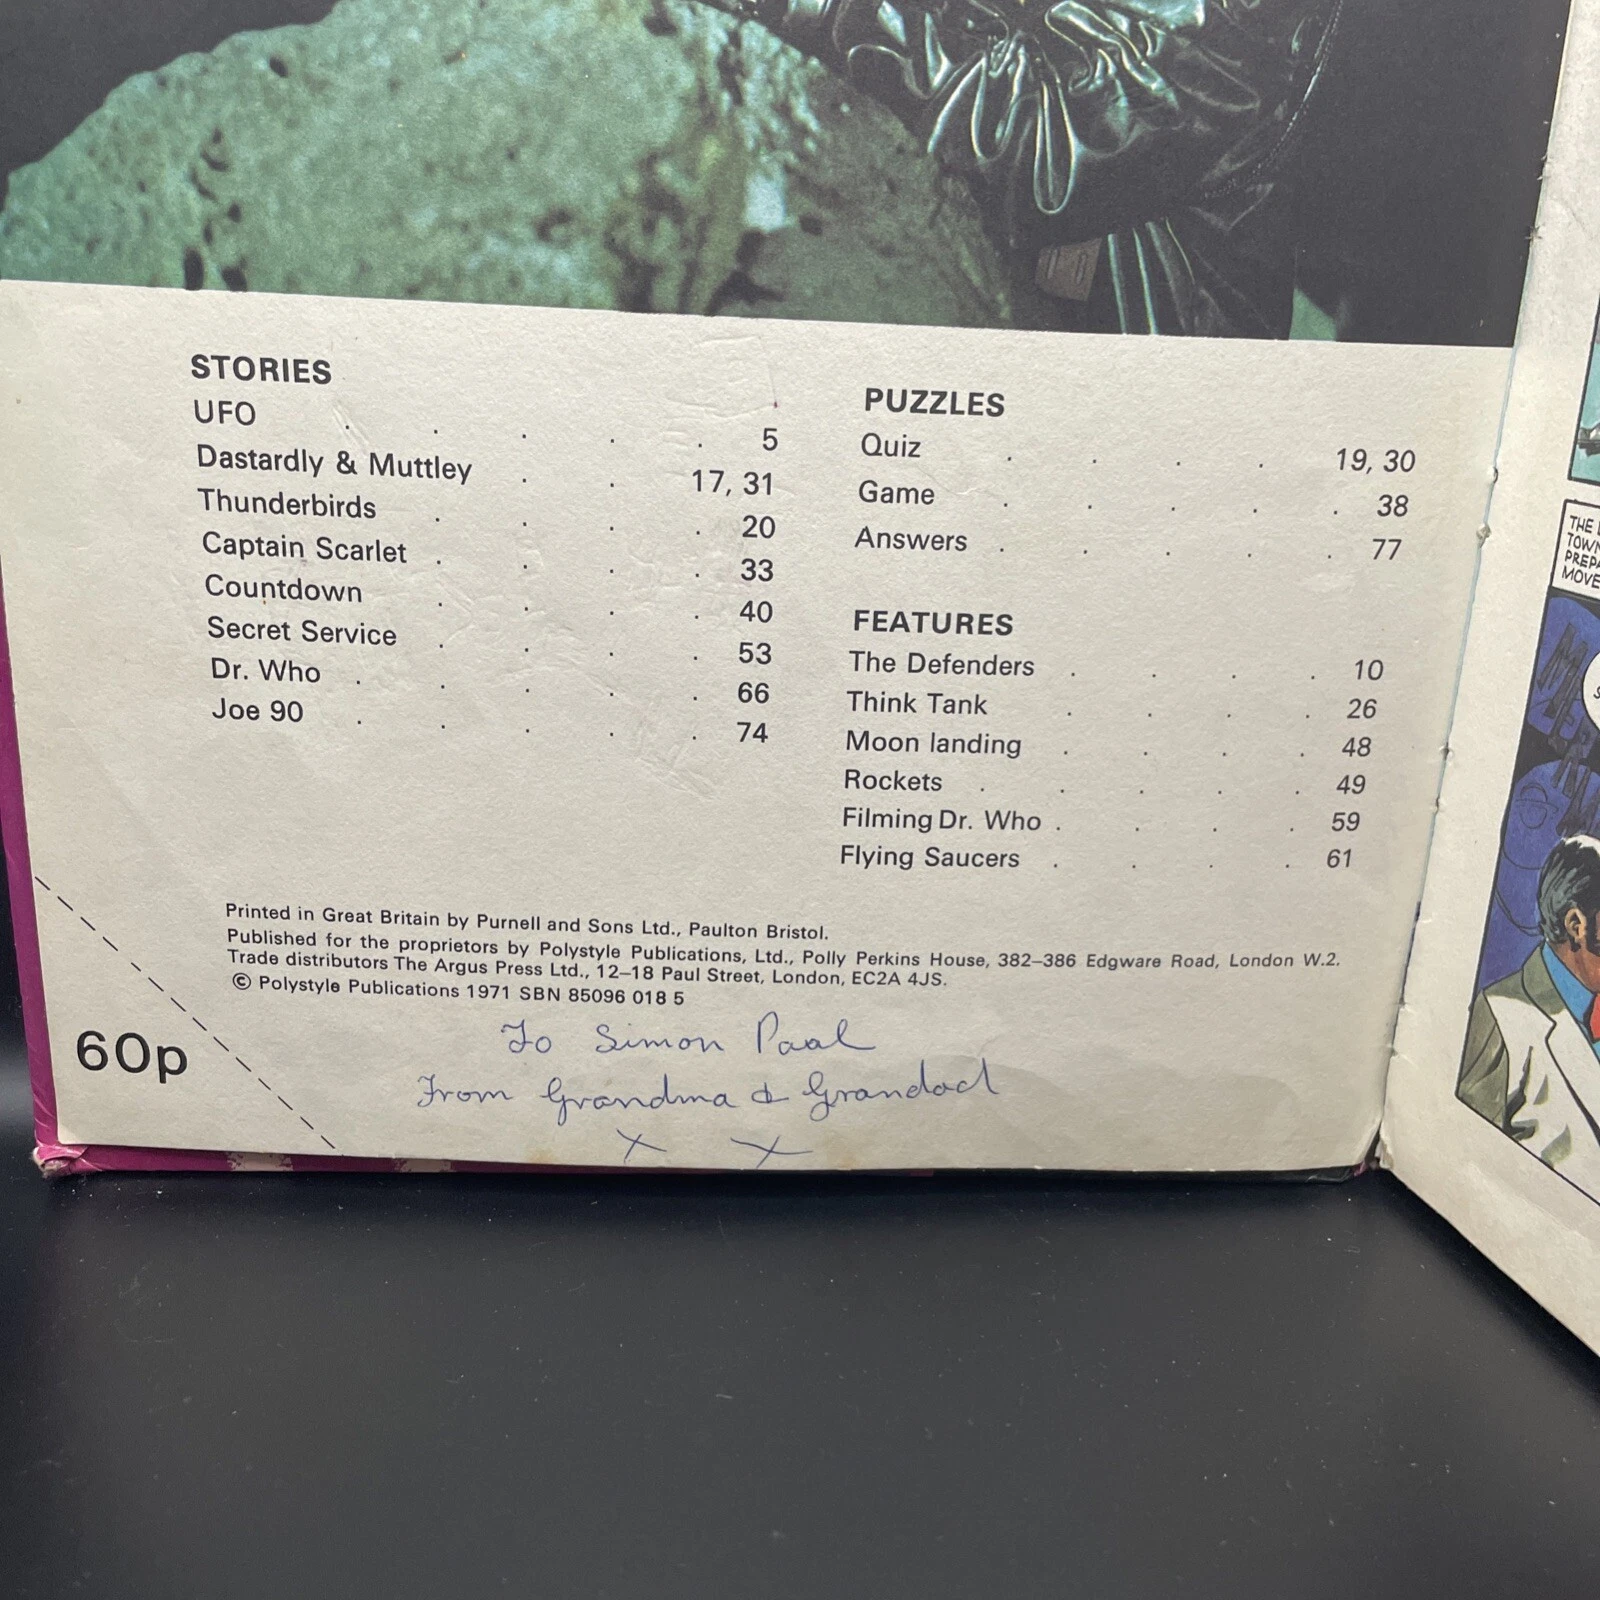 STORIES
UFO . . . . . 5
Dastardly & Muttley . . 17, 31
Thunderbirds . . . . 20
Captain Scarlet . . . . 33
Countdown . . . 40
Secret Service . . . . 53
Dr. Who . . . . . 66
Joe 90 . . . . . 74
PUZZLES
Quiz . . . . 19, 30
Game . . . . . 38
Answers . . . . . 77
FEATURES
The Defenders . . . . 10
Think Tank . . . . 26
Moon landing . . . . 48
Rockets . . . . . 49
Filming Dr. Who . . . . 59
Flying Saucers . . . . 61
Printed in Great Britain by Purnell and Sons Ltd., Paulton Bristol.
Published for the proprietors by Polystyle Publications, Ltd., Polly Perkins House, 382–386 Edgware Road, London W.2.
Trade distributors The Argus Press Ltd., 12–18 Paul Street, London, EC2A 4JS.
© Polystyle Publications 1971 SBN 85096 018 5
60p
To Simon Paul
From Grandma & Grandad
X X
THE
TOWN
PREPA
MOVE